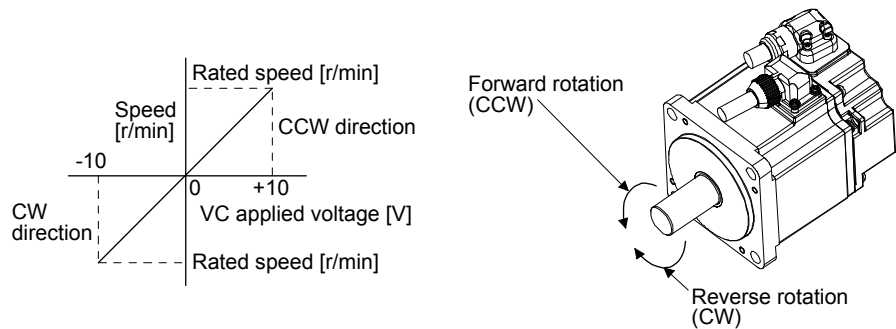 Rated speed [r/min]
Speed
[r/min]
CCW direction
-10
0
+10
CW
direction
VC applied voltage [V]
Rated speed [r/min]
Forward rotation
(CCW)
Reverse rotation
(CW)